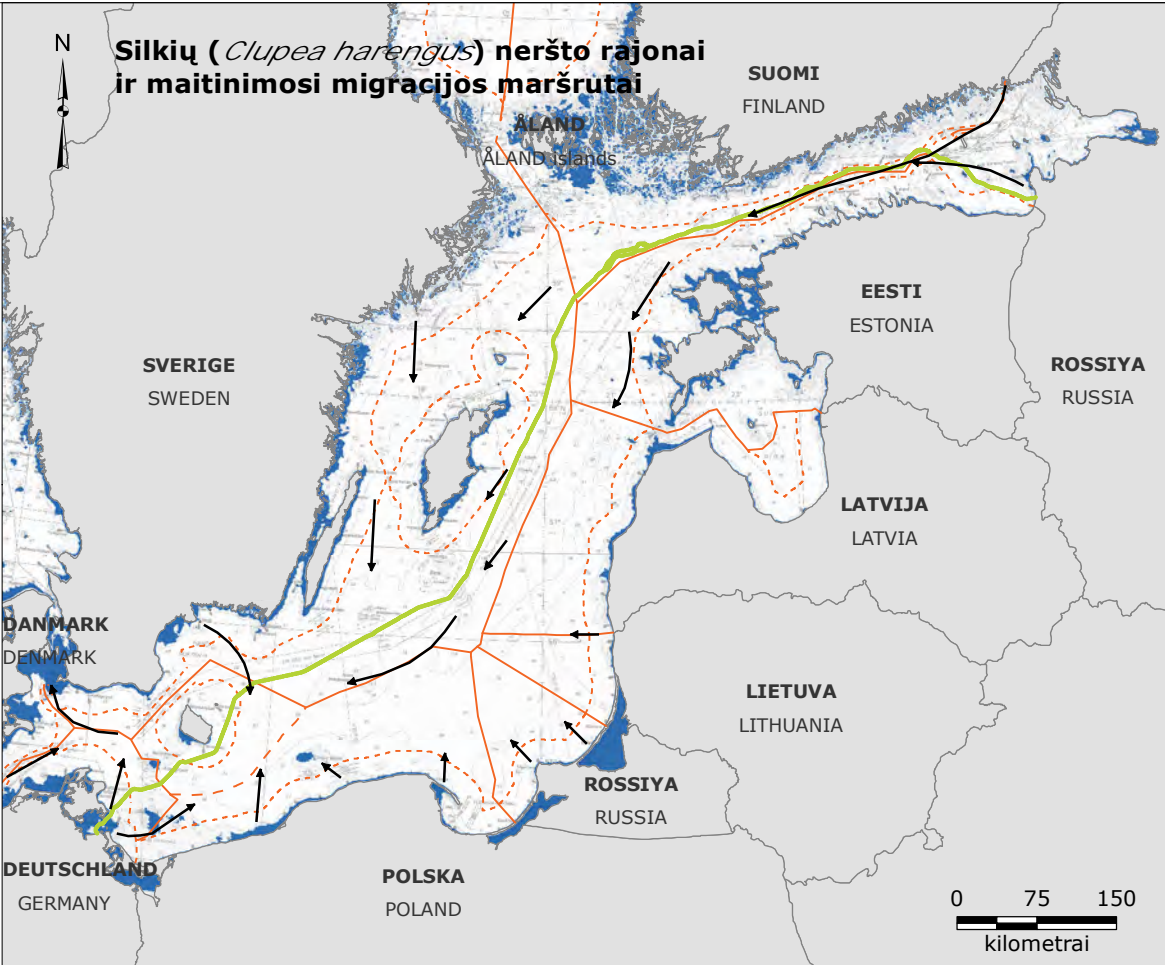 N
Silkių (Clupea harengus) neršto rajonai
ir maitinimosi migracijos maršrutai
SUOMI
FINLAND
ÅLAND
ÅLAND islands
EESTI
ESTONIA
SVERIGE
SWEDEN
ROSSIYA
RUSSIA
LATVIJA
LATVIA
DANMARK
DENMARK
LIETUVA
LITHUANIA
ROSSIYA
RUSSIA
DEUTSCHLAND
GERMANY
POLSKA
POLAND
0 75 150
kilometrai